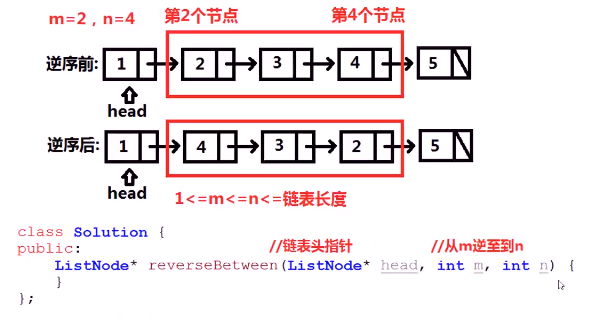 m=2，n=4 第2个节点 第4个节点
逆序前: 1 2 3 4 5
head
逆序后: 1 4 3 2 5
head
1<=m<=n<=链表长度
class Solution {
public: //链表头指针 //从m逆至到n
ListNode* reverseBetween(ListNode* head, int m, int n) {
}
};